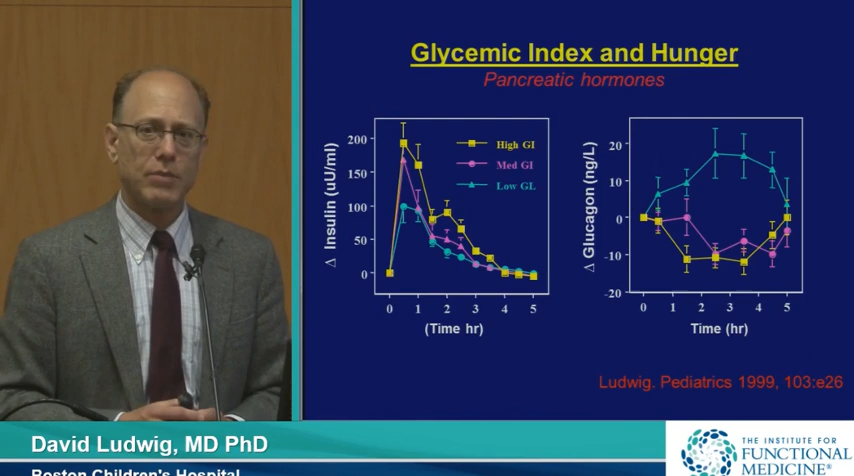 Glycemic Index and Hunger
Pancreatic hormones
Δ Insulin (uU/ml)
200
150
100
50
0
High GI
Med GI
Low GL
0 1 2 3 4 5
(Time hr)
Δ Glucagon (ng/L)
20
10
0
-10
-20
0 1 2 3 4 5
Time (hr)
Ludwig. Pediatrics 1999, 103:e26
David Ludwig, MD PhD
Boston Children's Hospital
THE INSTITUTE FOR
FUNCTIONAL
MEDICINE®